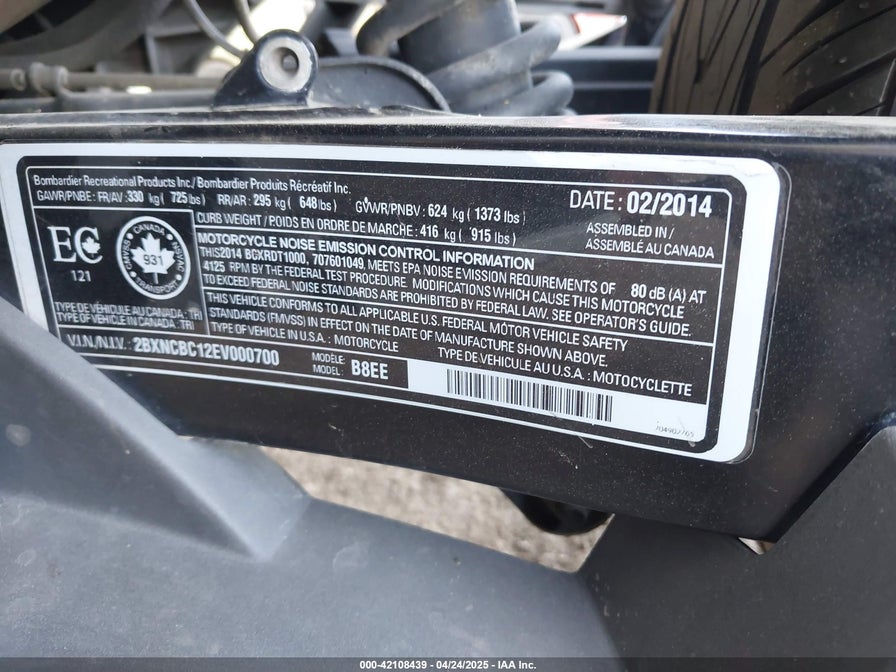 Bombardier Recreational Products Inc./ Bombardier Produits Récréatif Inc.
GAWR/PNBE: FR/AV: 330 kg ( 725 lbs) RR/AR: 295 kg ( 648 lbs) GVWR/PNBV: 624 kg ( 1373 lbs)
CURB WEIGHT / POIDS EN ORDRE DE MARCHE: 416 kg ( 915 lbs)
DATE: 02/2014
ASSEMBLED IN /
ASSEMBLÉ AU CANADA
EC
121
CANADA
CMVSS
931
NSVAC
TRANSPORT
MOTORCYCLE NOISE EMISSION CONTROL INFORMATION
THIS 2014 BCXRDT1000, 707601049, MEETS EPA NOISE EMISSION REQUIREMENTS OF 80 dB (A) AT
4125 RPM BY THE FEDERAL TEST PROCEDURE. MODIFICATIONS WHICH CAUSE THIS MOTORCYCLE
TO EXCEED FEDERAL NOISE STANDARDS ARE PROHIBITED BY FEDERAL LAW. SEE OPERATOR'S GUIDE.
THIS VEHICLE CONFORMS TO ALL APPLICABLE U.S. FEDERAL MOTOR VEHICLE SAFETY
STANDARDS (FMVSS) IN EFFECT ON THE DATE OF MANUFACTURE SHOWN ABOVE.
TYPE OF VEHICLE IN U.S.A. : MOTORCYCLE TYPE DE VÉHICULE AU U.S.A. : MOTOCYCLETTE
TYPE DE VÉHICULE AU CANADA : TRI
TYPE OF VEHICLE IN CANADA : TRI
V.I.N./N.I.V. : 2BXNCBC12EV000700
MODÈLE:
MODEL: B8EE
704902765
000-42108439 - 04/24/2025 - IAA Inc.